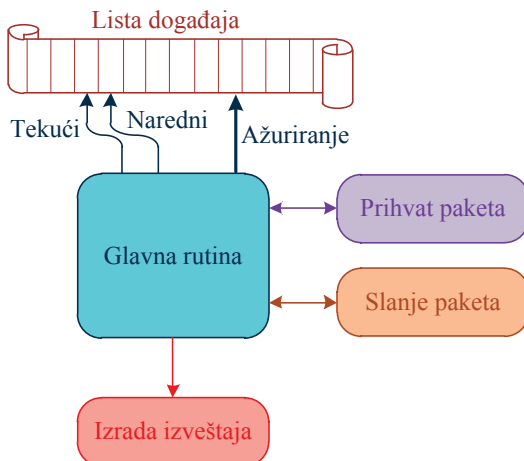 Lista događaja
Tekući
Naredni
Ažuriranje
Glavna rutina
Prihvat paketa
Slanje paketa
Izrada izveštaja